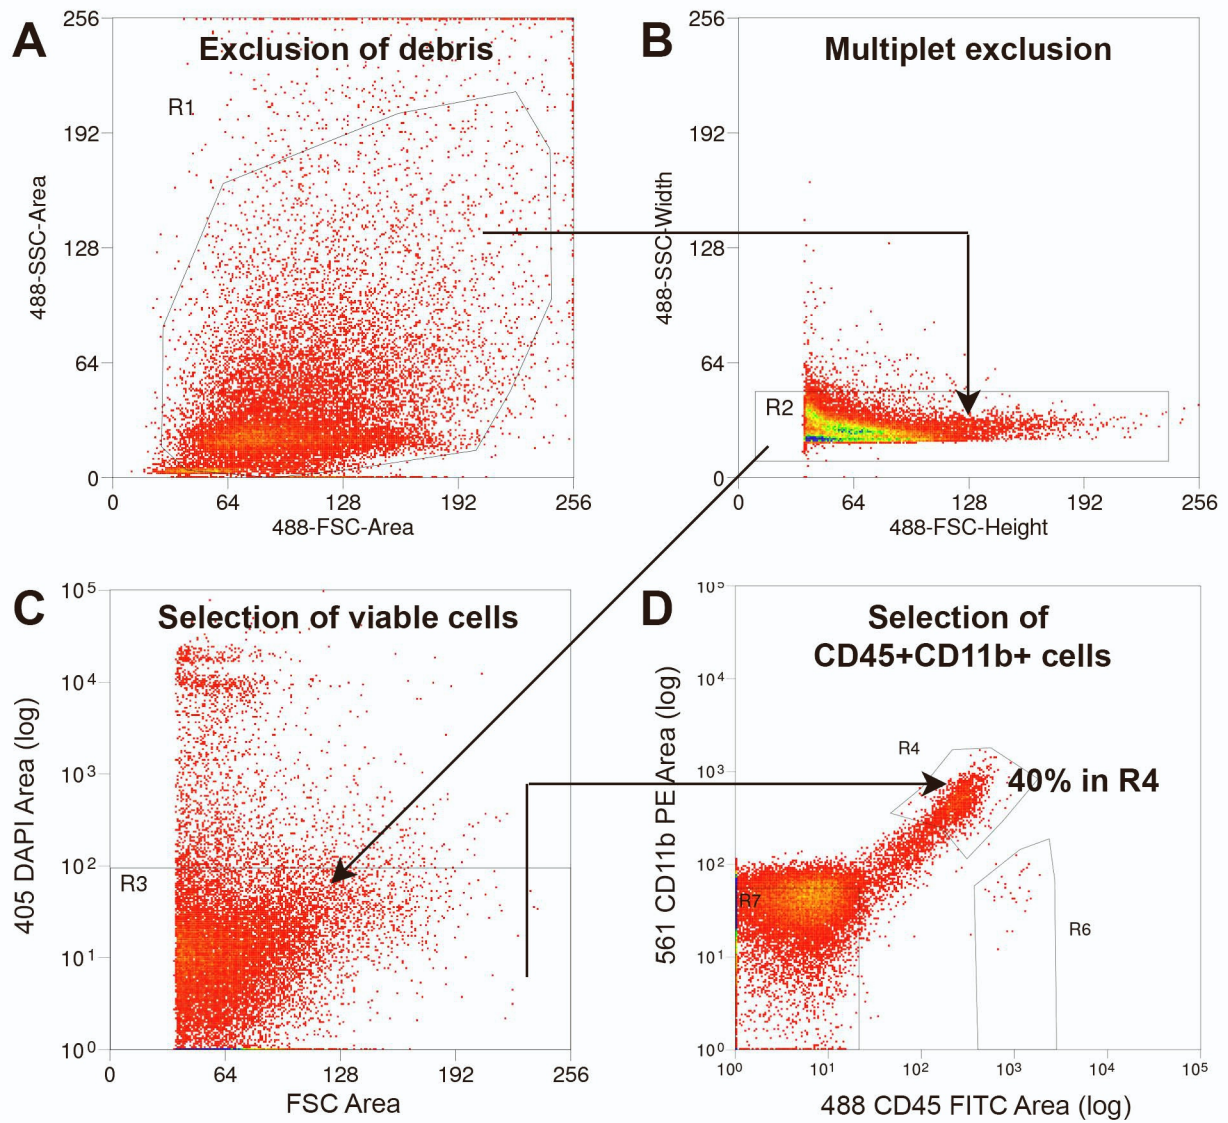 A
Exclusion of debris
256
192
128
64
0
R1
488-SSC-Area
0 64 128 192 256
488-FSC-Area
B
Multiplet exclusion
256
192
128
64
0
R2
488-SSC-Width
0 64 128 192 256
488-FSC-Height
C
Selection of viable cells
10⁵
10⁴
10³
10²
10¹
10⁰
R3
405 DAPI Area (log)
0 64 128 192 256
FSC Area
D
Selection of
CD45+CD11b+ cells
10⁵
10⁴
10³
10²
10¹
10⁰
R4
40% in R4
R7
R6
561 CD11b PE Area (log)
10⁰ 10¹ 10² 10³ 10⁴ 10⁵
488 CD45 FITC Area (log)